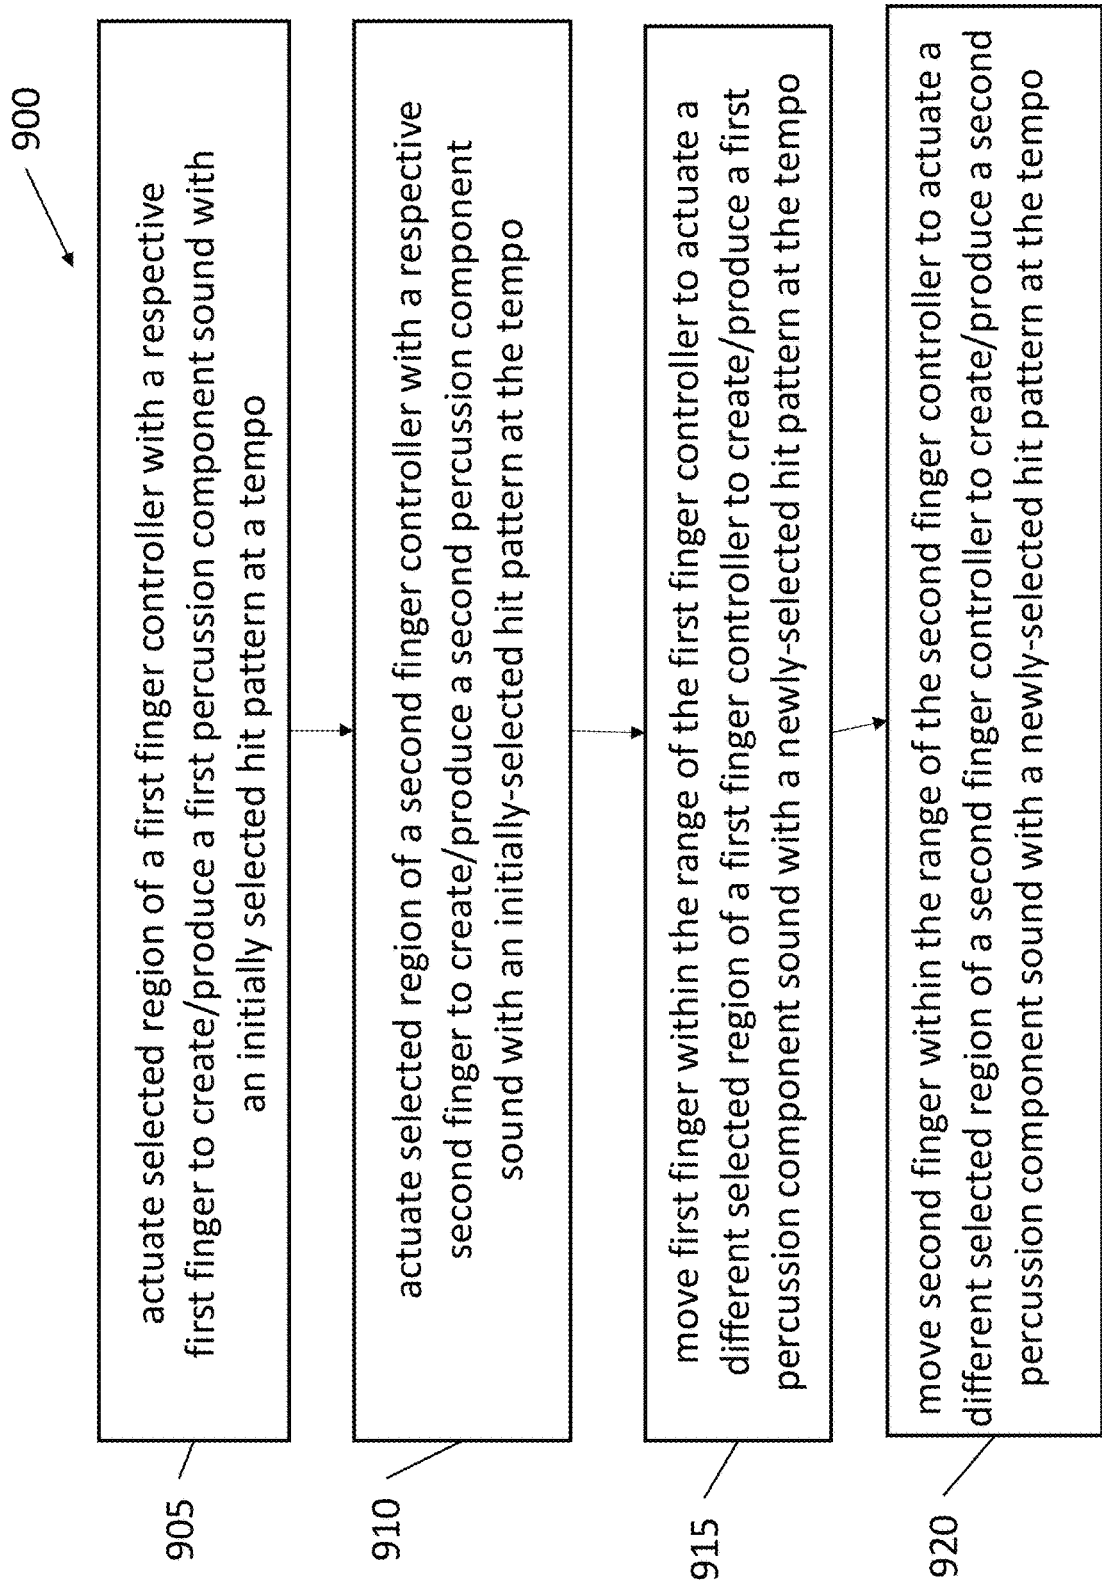 900
905
actuate selected region of a first finger controller with a respective
first finger to create/produce a first percussion component sound with
an initially selected hit pattern at a tempo
910
actuate selected region of a second finger controller with a respective
second finger to create/produce a second percussion component
sound with an initially-selected hit pattern at the tempo
915
move first finger within the range of the first finger controller to actuate a
different selected region of a first finger controller to create/produce a first
percussion component sound with a newly-selected hit pattern at the tempo
920
move second finger within the range of the second finger controller to actuate a
different selected region of a second finger controller to create/produce a second
percussion component sound with a newly-selected hit pattern at the tempo